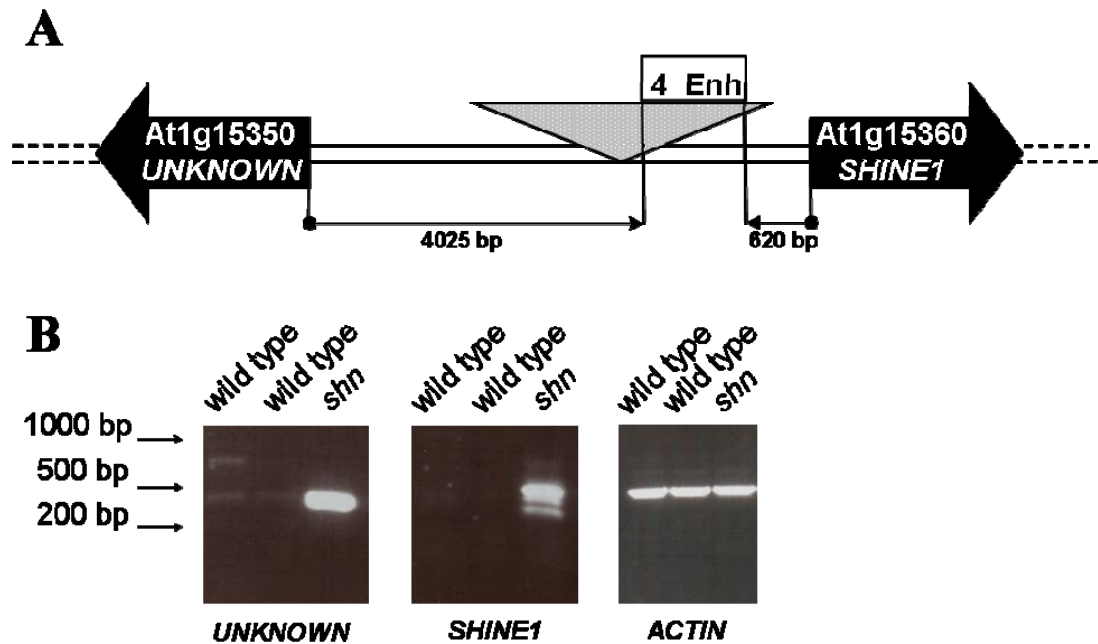 A
4 Enh
At1g15350
UNKNOWN
At1g15360
SHINE1
4025 bp
620 bp
B
wild type
wild type
shn
wild type
wild type
shn
wild type
wild type
shn
1000 bp
500 bp
200 bp
UNKNOWN
SHINE1
ACTIN